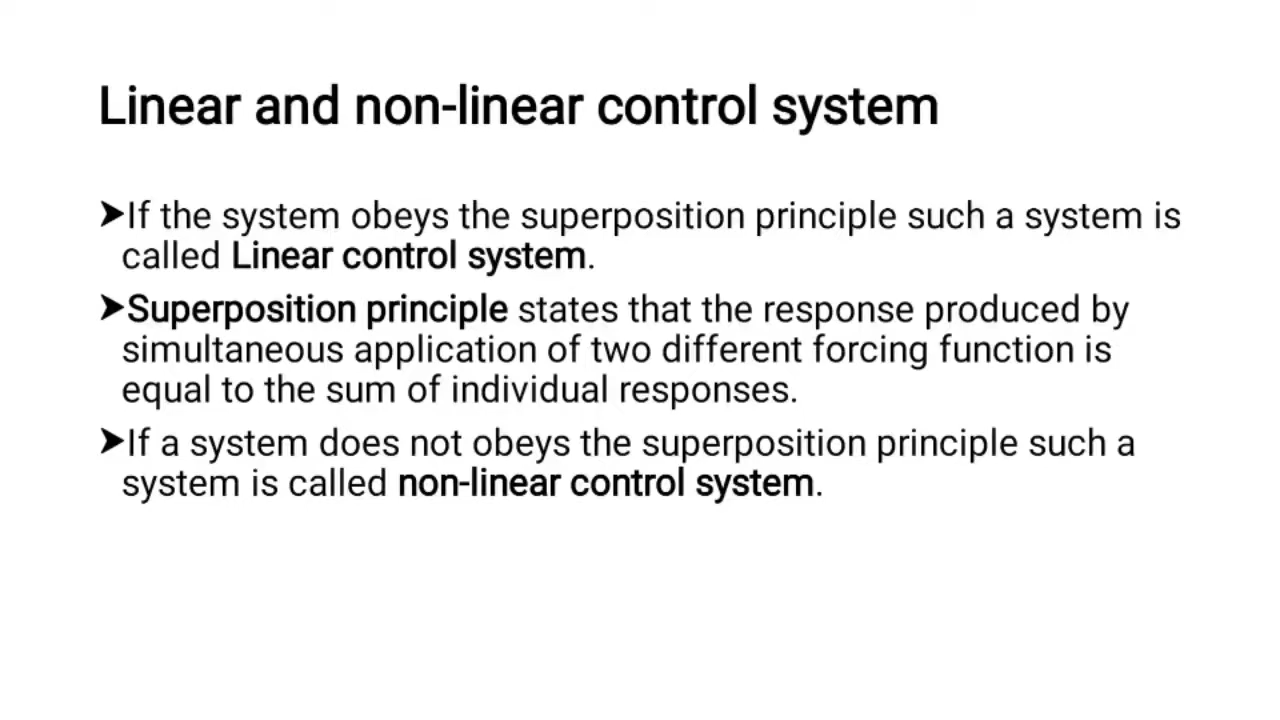 Linear and non-linear control system
➤If the system obeys the superposition principle such a system is
called Linear control system.
➤Superposition principle states that the response produced by
simultaneous application of two different forcing function is
equal to the sum of individual responses.
➤If a system does not obeys the superposition principle such a
system is called non-linear control system.